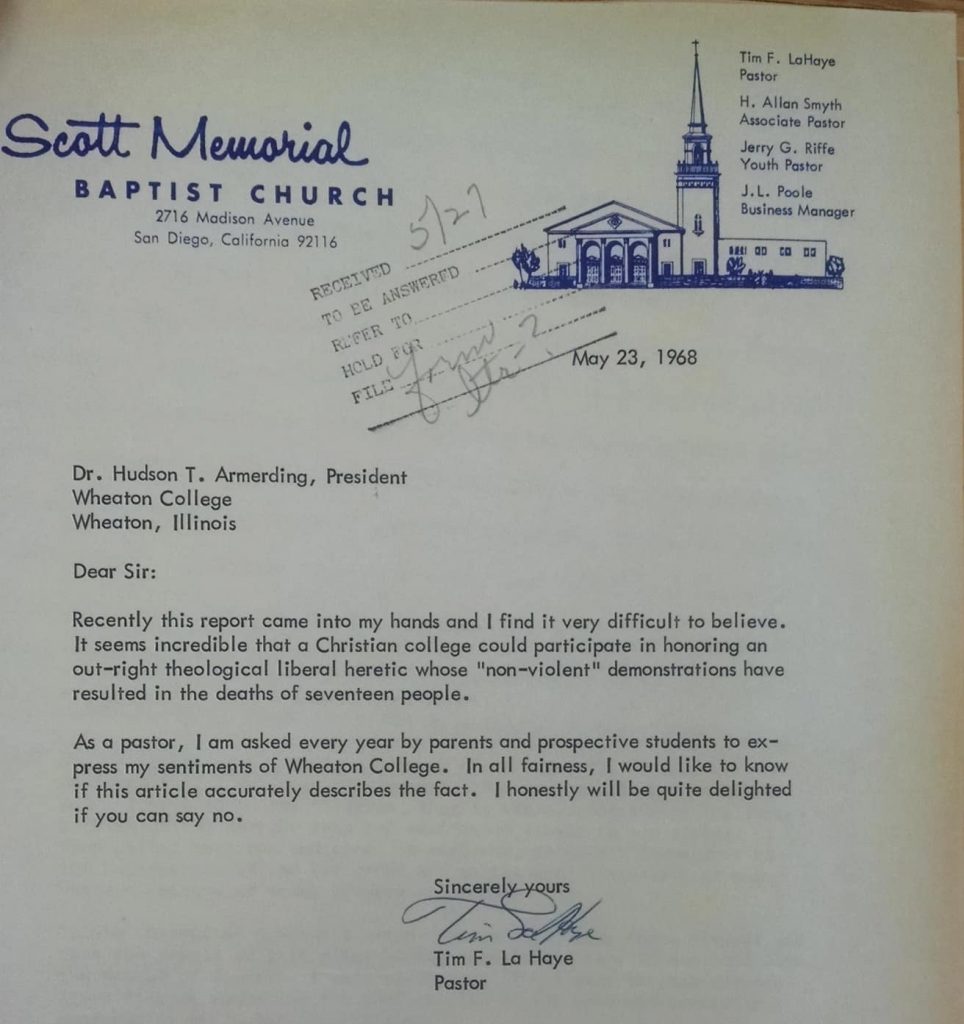 Scott Memorial
BAPTIST CHURCH
2716 Madison Avenue
San Diego, California 92116
Tim F. LaHaye
Pastor
H. Allan Smyth
Associate Pastor
Jerry G. Riffe
Youth Pastor
J.L. Poole
Business Manager
RECEIVED 5/27
TO BE ANSWERED
REFER TO
HOLD FOR
FILE
May 23, 1968
Dr. Hudson T. Armerding, President
Wheaton College
Wheaton, Illinois
Dear Sir:
Recently this report came into my hands and I find it very difficult to believe.
It seems incredible that a Christian college could participate in honoring an
out-right theological liberal heretic whose "non-violent" demonstrations have
resulted in the deaths of seventeen people.
As a pastor, I am asked every year by parents and prospective students to ex-
press my sentiments of Wheaton College.  In all fairness, I would like to know
if this article accurately describes the fact.  I honestly will be quite delighted
if you can say no.
Sincerely yours
Tim LaHaye
Tim F. La Haye
Pastor